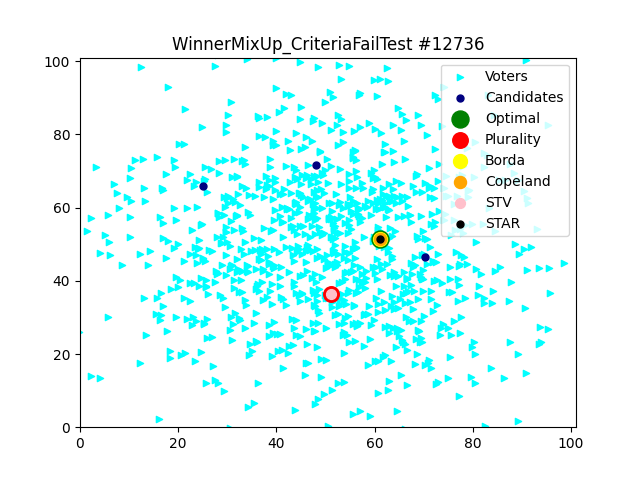 WinnerMixUp_CriteriaFailTest #12736
Voters
Candidates
Optimal
Plurality
Borda
Copeland
STV
STAR
100
80
60
40
20
0
0 20 40 60 80 100